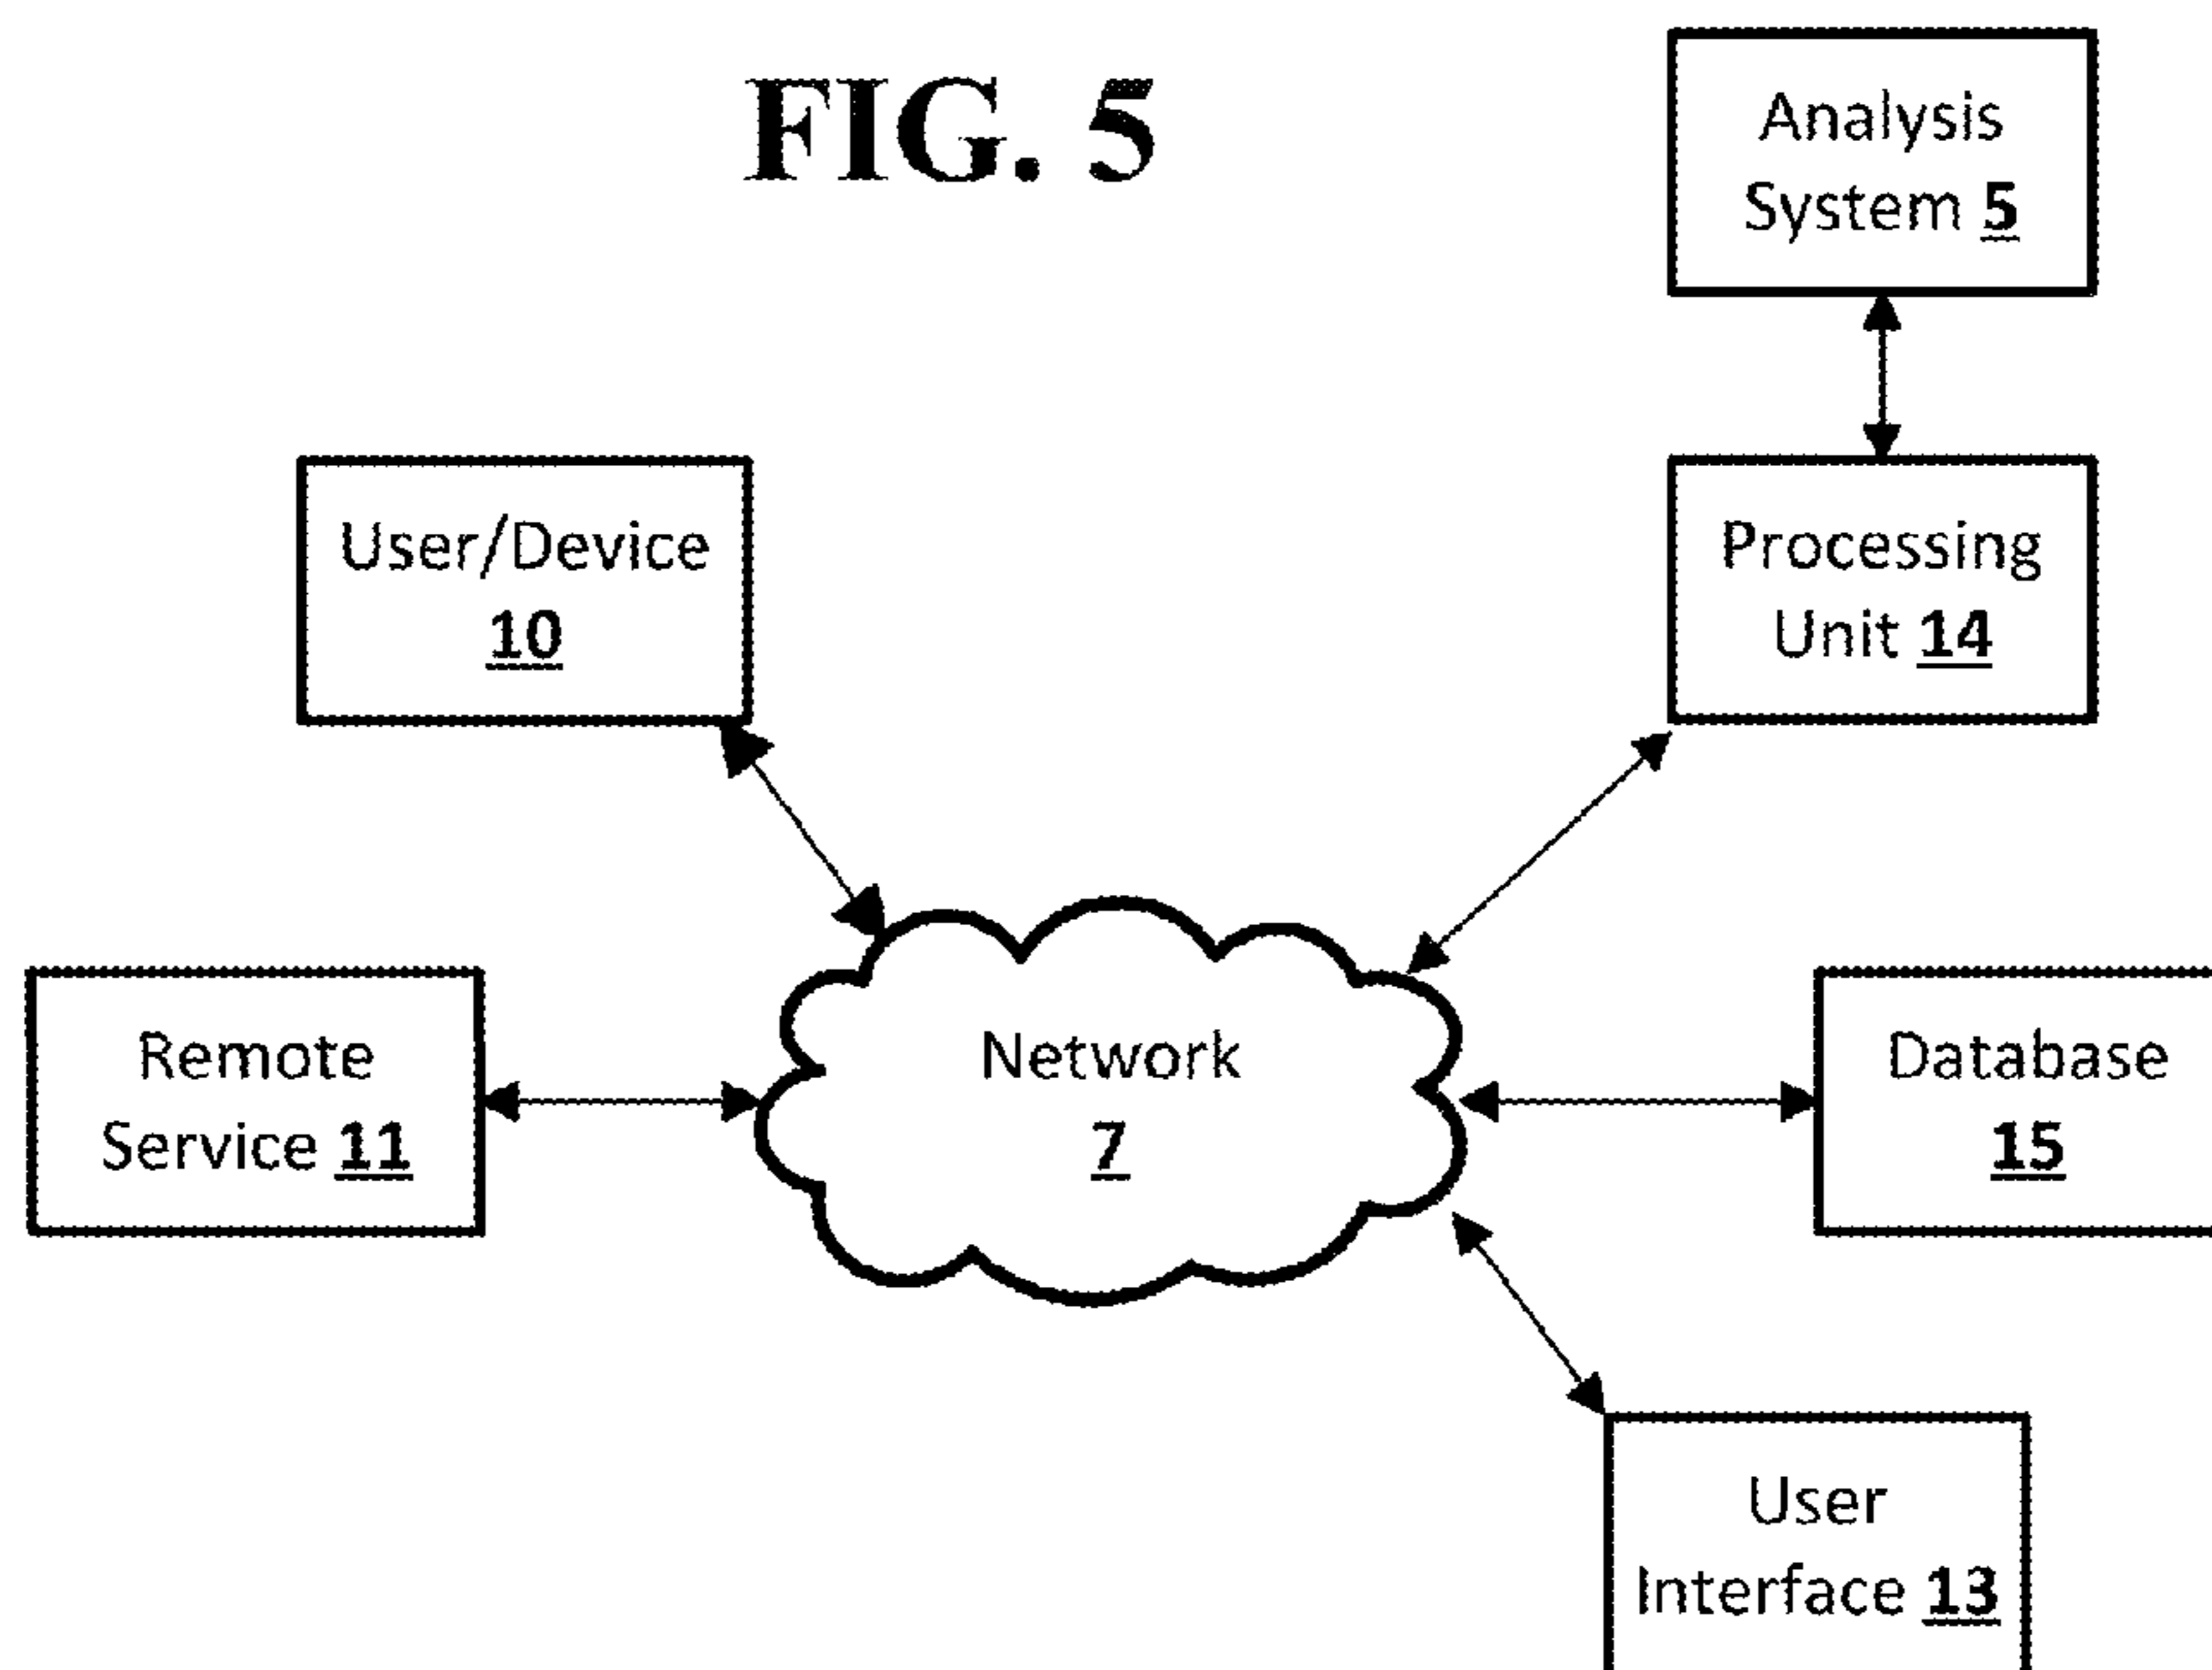 FIG. 5
Analysis
System 5
User/Device
10
Processing
Unit 14
Remote
Service 11
Network
7
Database
15
User
Interface 13